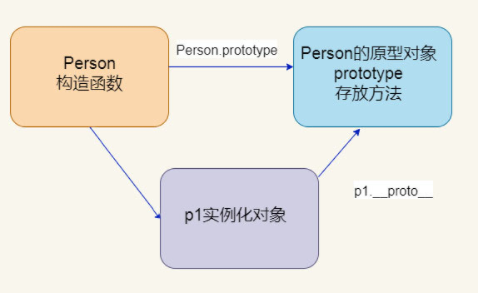 Person
构造函数
Person.prototype
Person的原型对象
prototype
存放方法
p1实例化对象
p1.__proto__